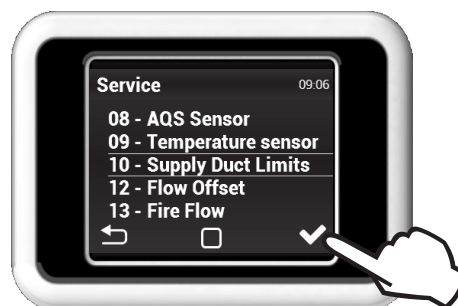 Service 09:06
08 - AQS Sensor
09 - Temperature sensor
10 - Supply Duct Limits
12 - Flow Offset
13 - Fire Flow